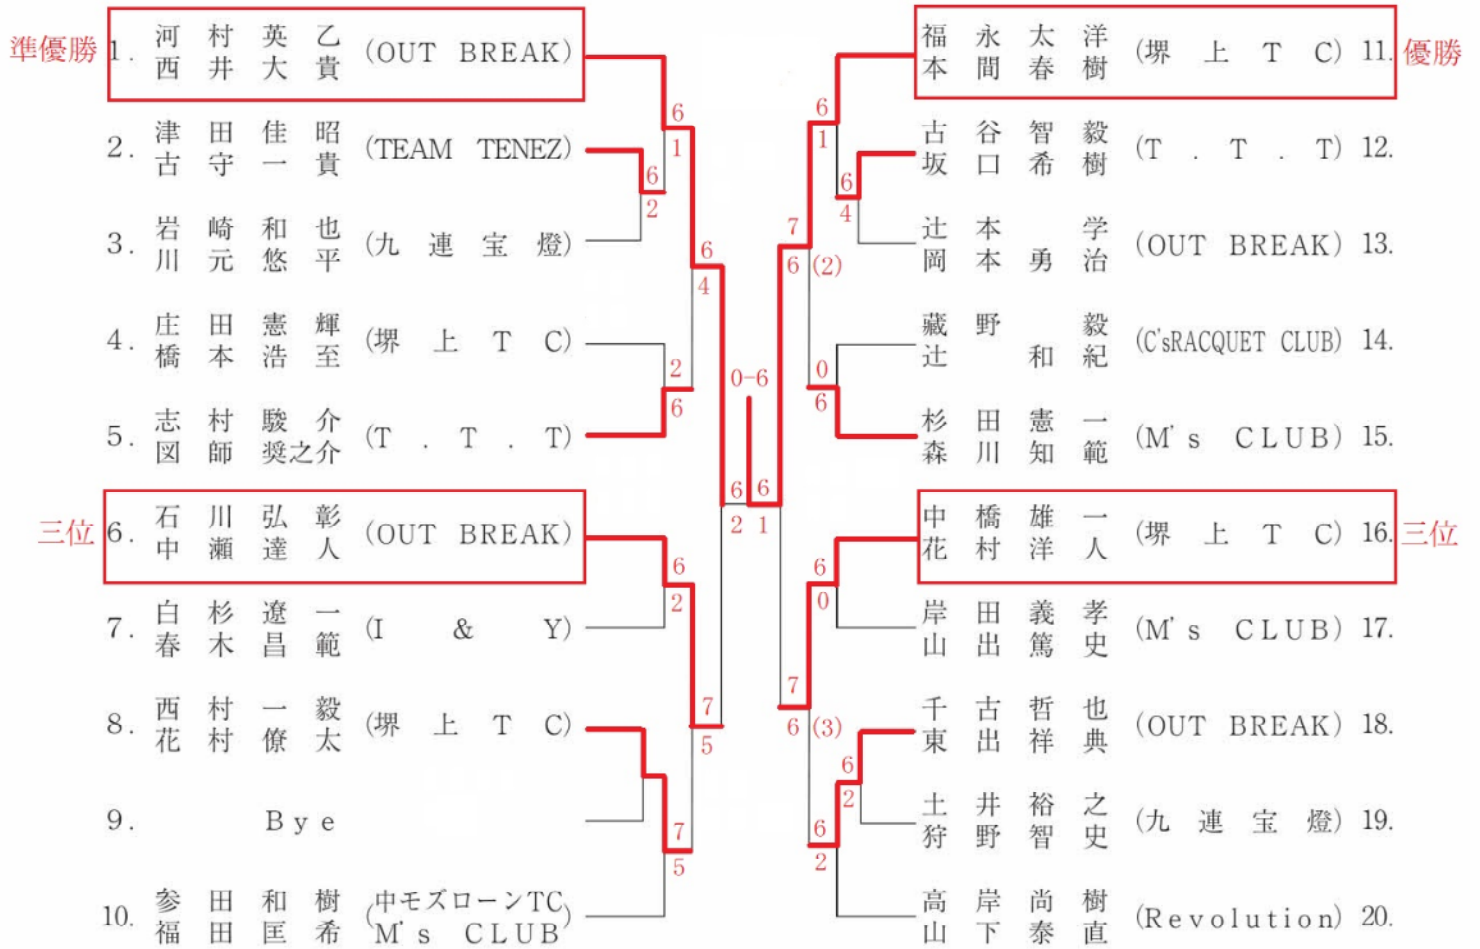 準優勝
1. 河村英乙 (OUT BREAK)
西井大貴
2. 津田佳昭 (TEAM TENEZ)
古守一貴
3. 岩崎和也 (九連宝燈)
川元悠平
4. 庄田憲輝 (堺上TC)
橋本浩至
5. 志村駿介 (T.T.T)
図師奨之介
三位
6. 石川弘彰 (OUT BREAK)
中瀬達人
7. 白杉遼一 (I & Y)
春木昌範
8. 西村一毅 (堺上TC)
花村僚太
9. Bye
10. 参田和樹 (中モズローンTC
福田匡希 M's CLUB)
6
1
6
2
6
4
2
6
6
2
7
5
7
5
0-6
6 6
2 1
福永太洋 (堺上TC) 11. 優勝
本間春樹
古谷智毅 (T.T.T) 12.
坂口希樹
辻本学 (OUT BREAK) 13.
岡本勇治
藏野毅 (C'sRACQUET CLUB) 14.
辻和紀
杉田憲一 (M's CLUB) 15.
森川知範
中橋雄一 (堺上TC) 16. 三位
花村洋人
岸田義孝 (M's CLUB) 17.
山出篤史
千古哲也 (OUT BREAK) 18.
東出祥典
土井裕之 (九連宝燈) 19.
狩野智史
高岸尚樹 (Revolution) 20.
山下泰直
6
1
6
4
7
6 (2)
0
6
6
0
7
6 (3)
6
2
6
2